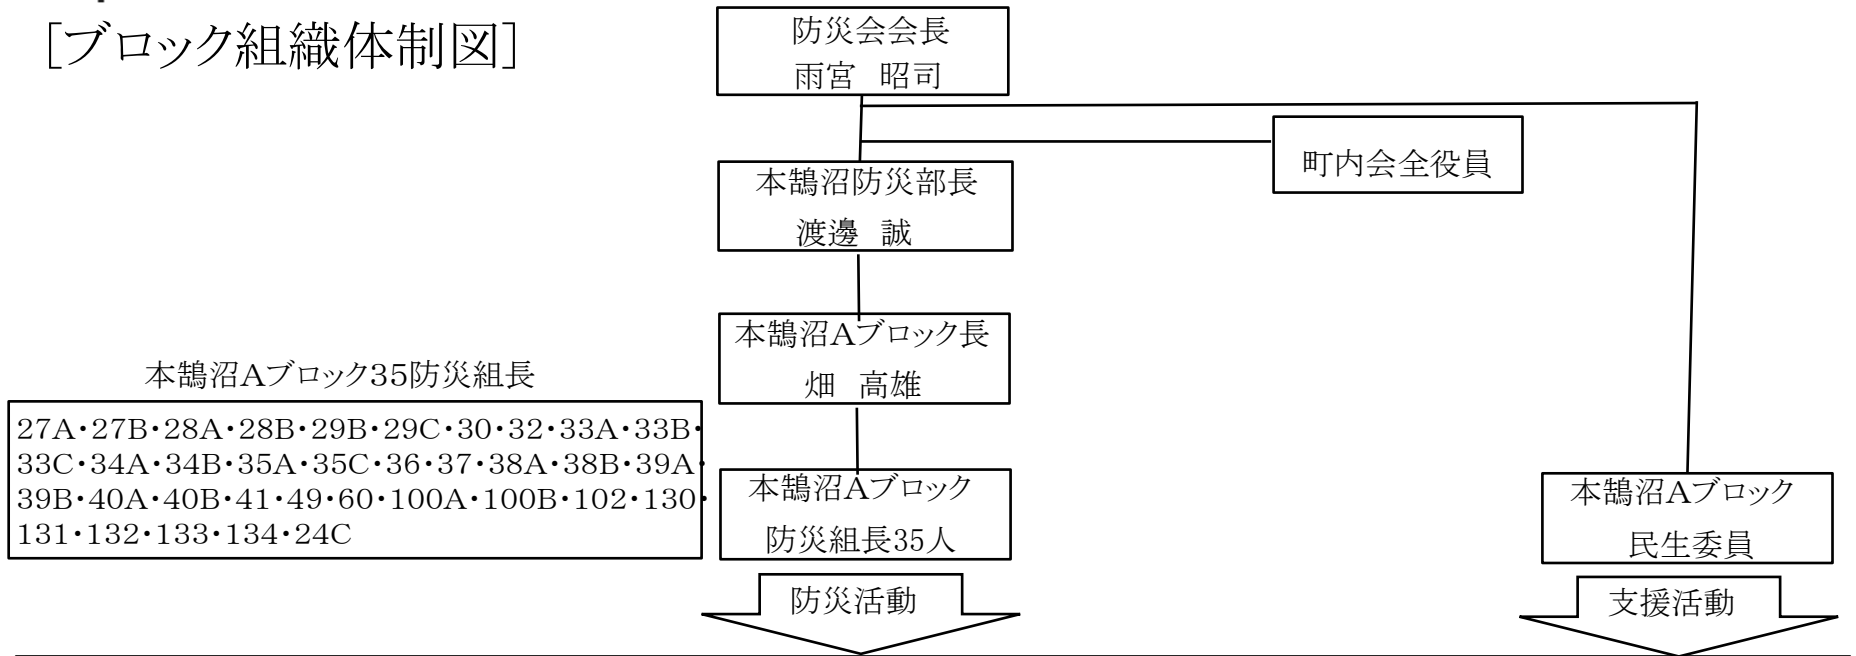 [ブロック組織体制図]
防災会会長
雨宮　昭司
町内会全役員
本鵠沼防災部長
渡邊　誠
本鵠沼Aブロック長
畑　高雄
本鵠沼Aブロック35防災組長
27A・27B・28A・28B・29B・29C・30・32・33A・33B・
33C・34A・34B・35A・35C・36・37・38A・38B・39A・
39B・40A・40B・41・49・60・100A・100B・102・130・
131・132・133・134・24C
本鵠沼Aブロック
防災組長35人
本鵠沼Aブロック
民生委員
防災活動
支援活動